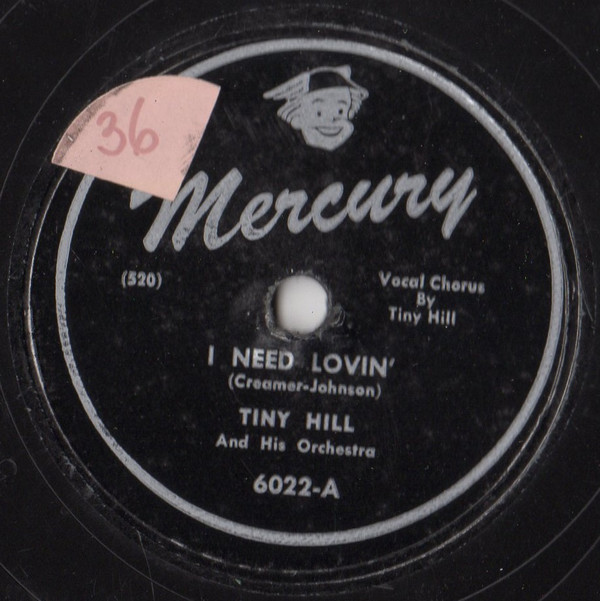 36
Mercury
(520)
Vocal Chorus
By
Tiny Hill
I NEED LOVIN'
(Creamer-Johnson)
TINY HILL
And His Orchestra
6022-A